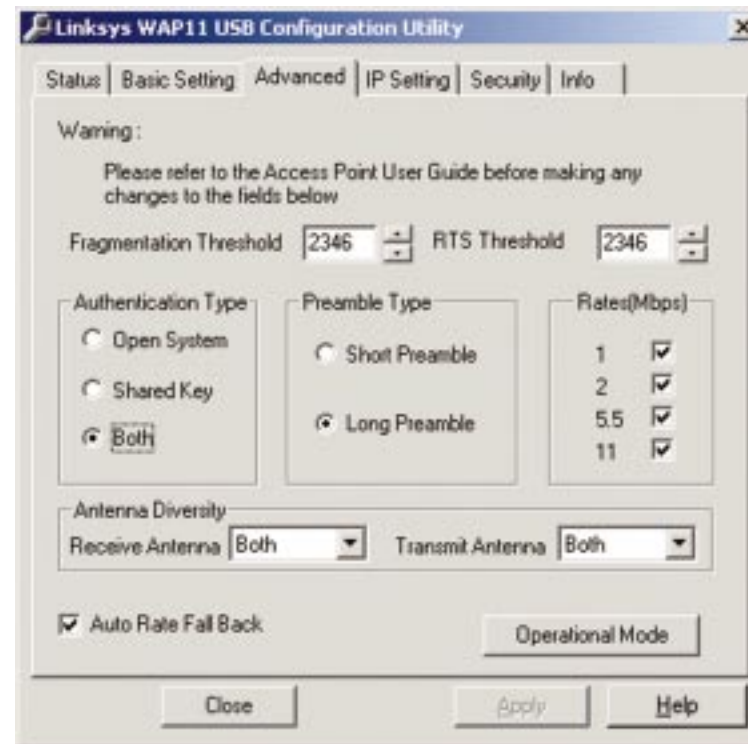 Linksys WAP11 USB Configuration Utility
Status Basic Setting Advanced IP Setting Security Info
Warning :
Please refer to the Access Point User Guide before making any
changes to the fields below
Fragmentation Threshold 2346 RTS Threshold 2346
Authentication Type
Open System
Shared Key
Both
Preamble Type
Short Preamble
Long Preamble
Rates(Mbps)
1
2
5.5
11
Antenna Diversity
Receive Antenna Both Transmit Antenna Both
Auto Rate Fall Back
Operational Mode
Close Apply Help